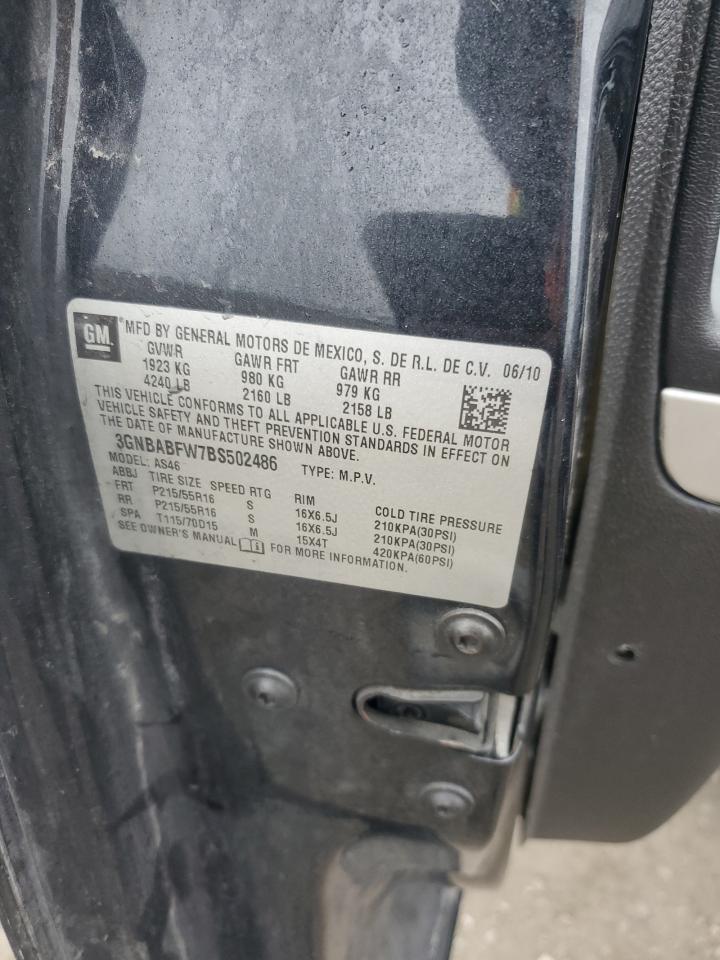 GM
MFD BY GENERAL MOTORS DE MEXICO, S. DE R.L. DE C.V. 06/10
GVWR GAWR FRT GAWR RR
1923 KG 980 KG 979 KG
4240 LB 2160 LB 2158 LB
THIS VEHICLE CONFORMS TO ALL APPLICABLE U.S. FEDERAL MOTOR
VEHICLE SAFETY AND THEFT PREVENTION STANDARDS IN EFFECT ON
THE DATE OF MANUFACTURE SHOWN ABOVE.
3GNBABFW7BS502486 TYPE: M.P.V.
MODEL: AS46
ABBJ TIRE SIZE SPEED RTG RIM COLD TIRE PRESSURE
FRT P215/55R16 S 16X6.5J 210KPA(30PSI)
RR P215/55R16 S 16X6.5J 210KPA(30PSI)
SPA T115/70D15 M 15X4T 420KPA(60PSI)
SEE OWNER'S MANUAL FOR MORE INFORMATION.